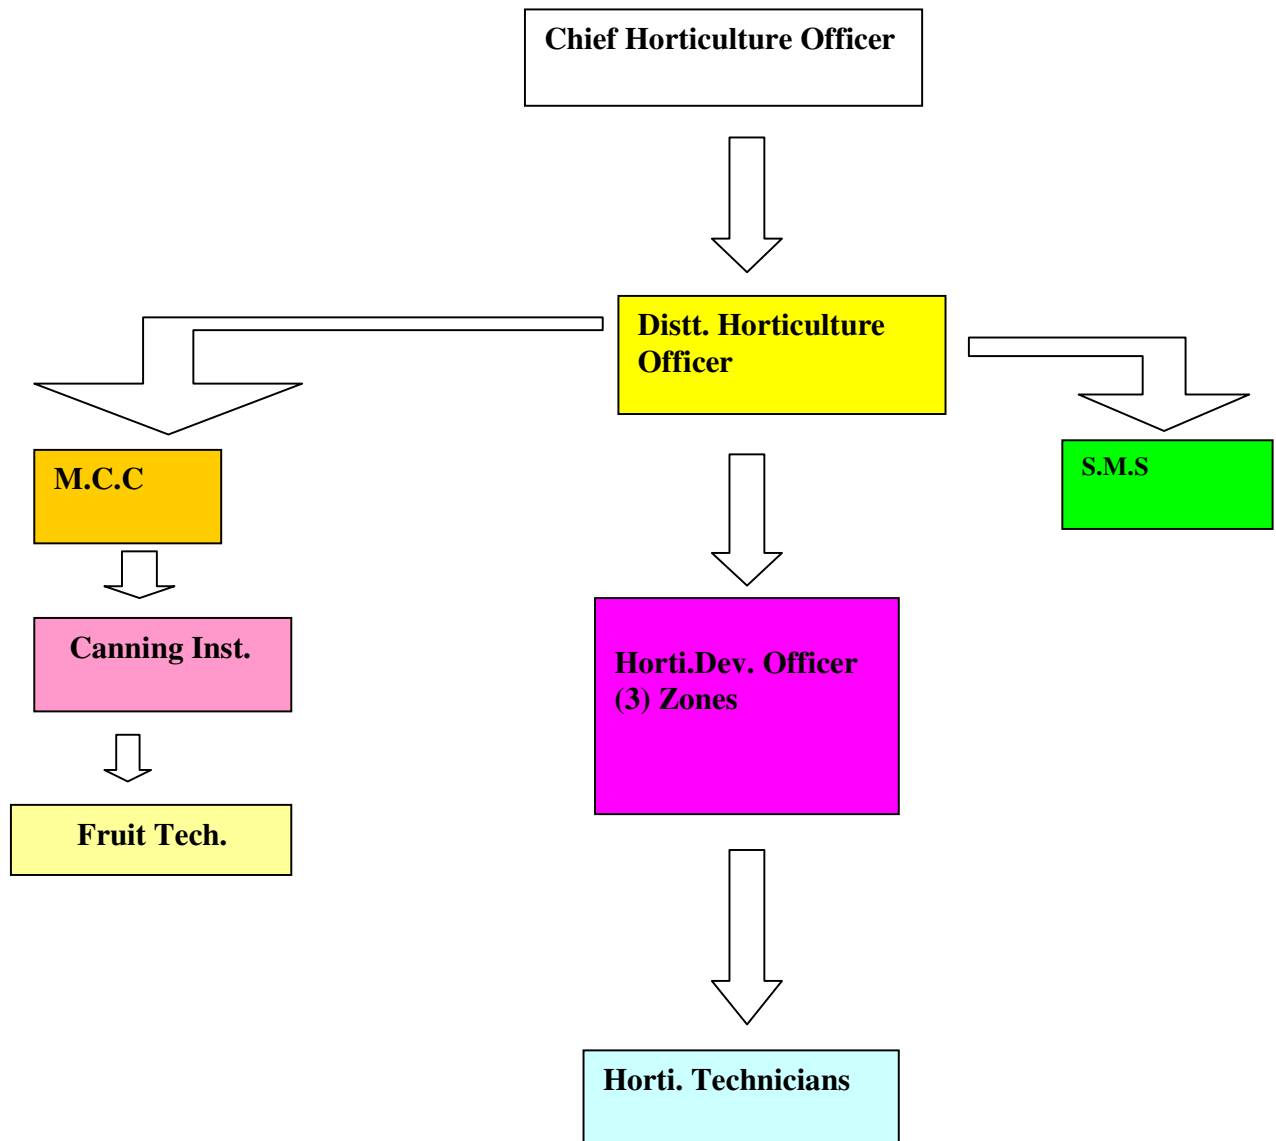 Chief Horticulture Officer
Distt. Horticulture
Officer
M.C.C
S.M.S
Canning Inst.
Horti.Dev. Officer
(3) Zones
Fruit Tech.
Horti. Technicians